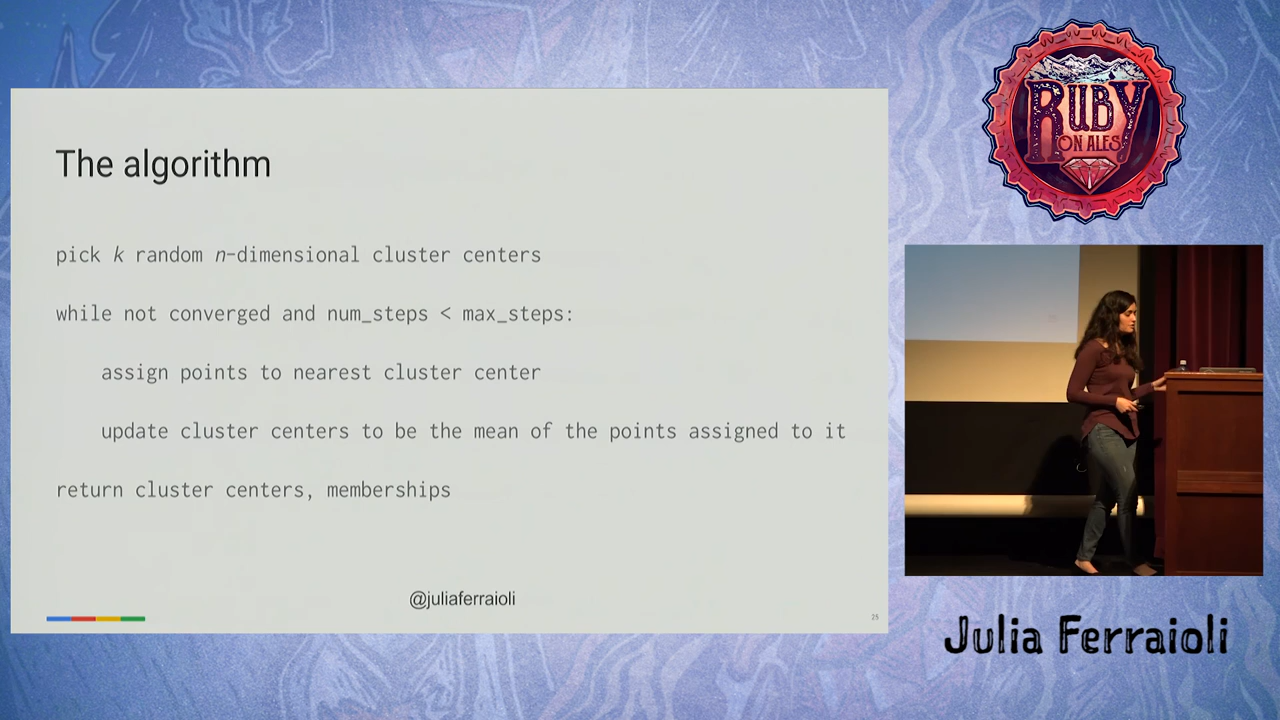 The algorithm
pick k random n-dimensional cluster centers
while not converged and num_steps < max_steps:
assign points to nearest cluster center
update cluster centers to be the mean of the points assigned to it
return cluster centers, memberships
@juliaferraioli
25
RUBY
ON ALES
Julia Ferraioli